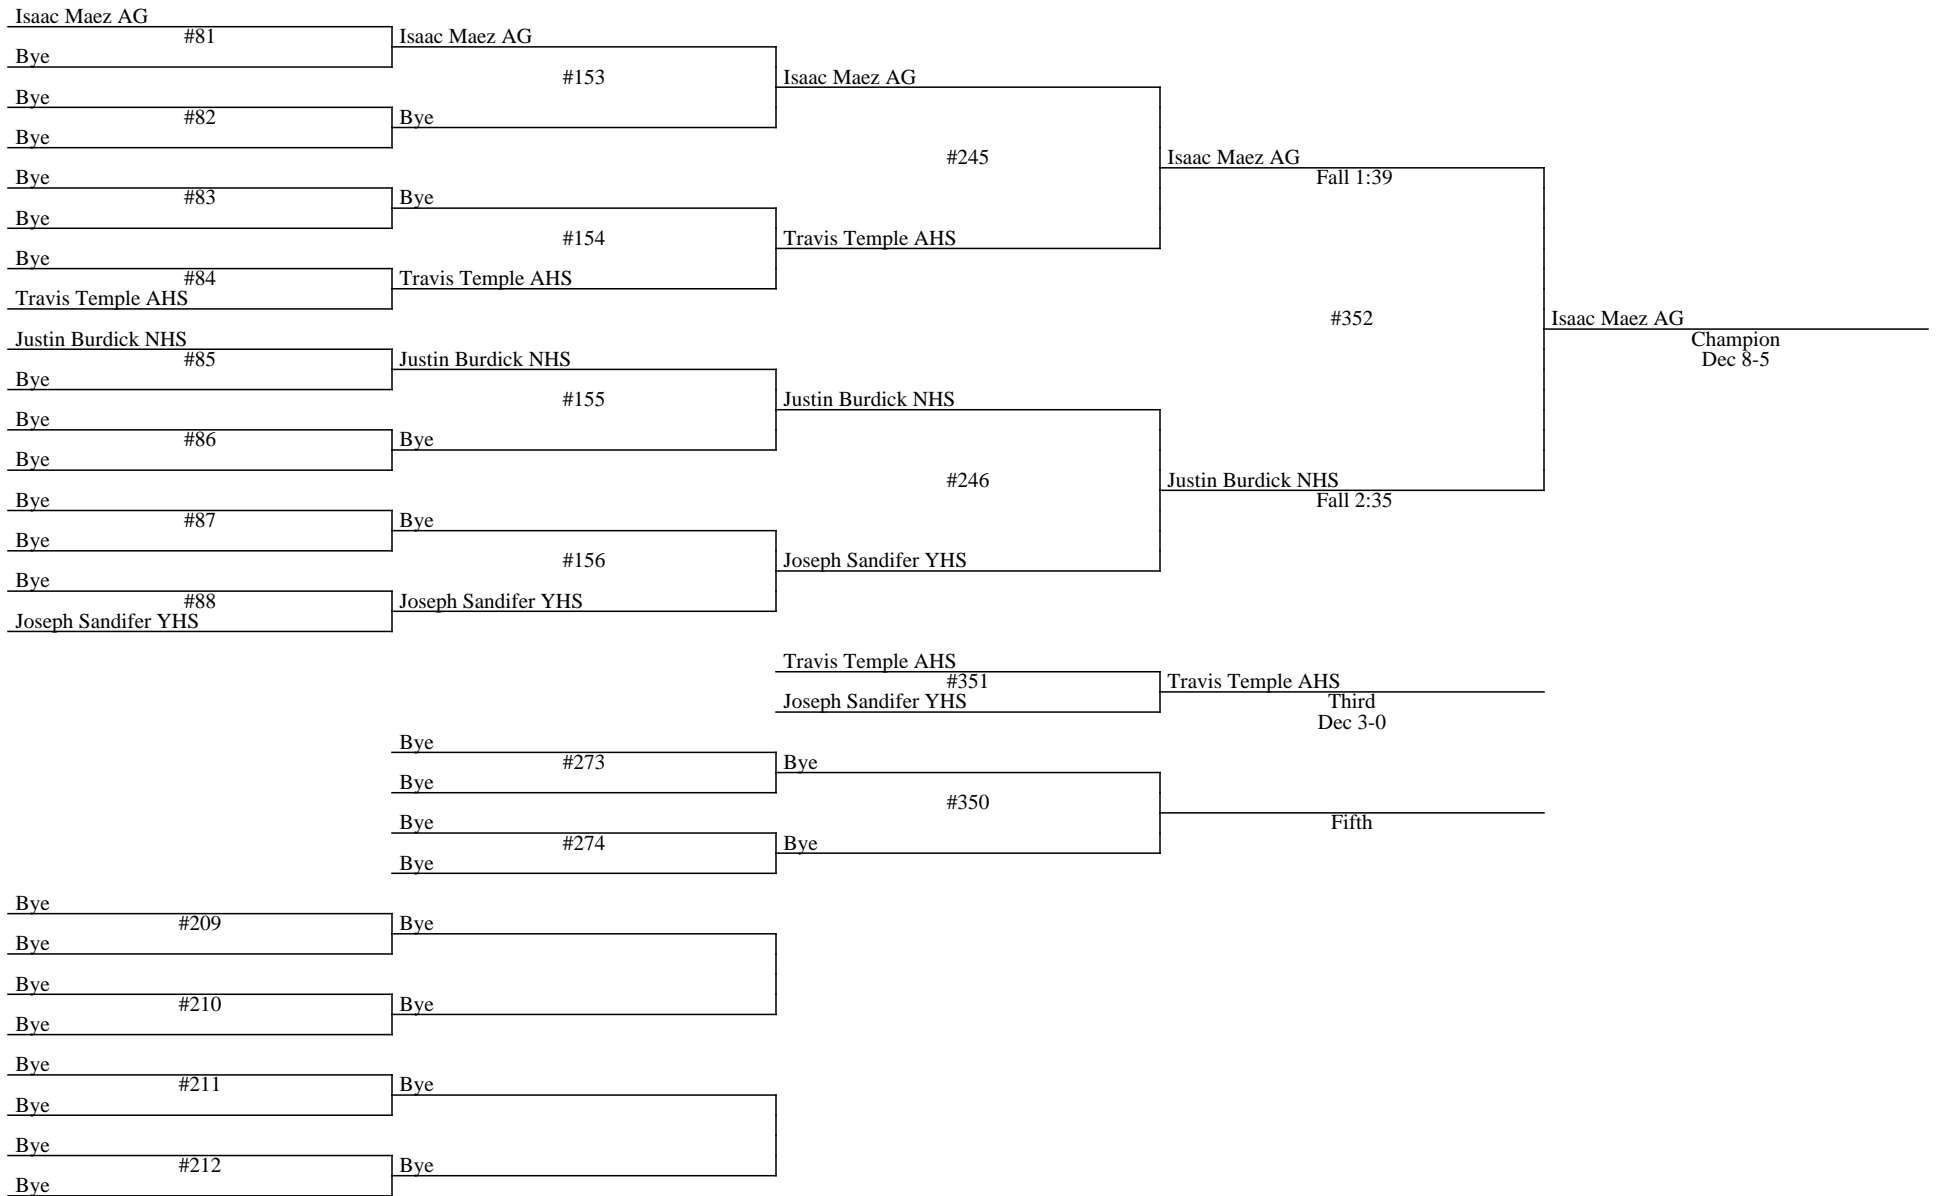 Isaac Maez AG
#81
Isaac Maez AG
Bye
#153
Isaac Maez AG
Bye
#82
Bye
Bye
#245
Isaac Maez AG
Fall 1:39
Bye
#83
Bye
Bye
#154
Travis Temple AHS
Bye
#84
Travis Temple AHS
Travis Temple AHS
#352
Isaac Maez AG
Champion
Dec 8-5
Justin Burdick NHS
#85
Justin Burdick NHS
Bye
#155
Justin Burdick NHS
Bye
#86
Bye
Bye
#246
Justin Burdick NHS
Fall 2:35
Bye
#87
Bye
Bye
#156
Joseph Sandifer YHS
Bye
#88
Joseph Sandifer YHS
Joseph Sandifer YHS
Travis Temple AHS
#351
Travis Temple AHS
Joseph Sandifer YHS
Third
Dec 3-0
Bye
#273
Bye
Bye
#350
Fifth
Bye
#274
Bye
Bye
Bye
#209
Bye
Bye
Bye
#210
Bye
Bye
Bye
#211
Bye
Bye
Bye
#212
Bye
Bye